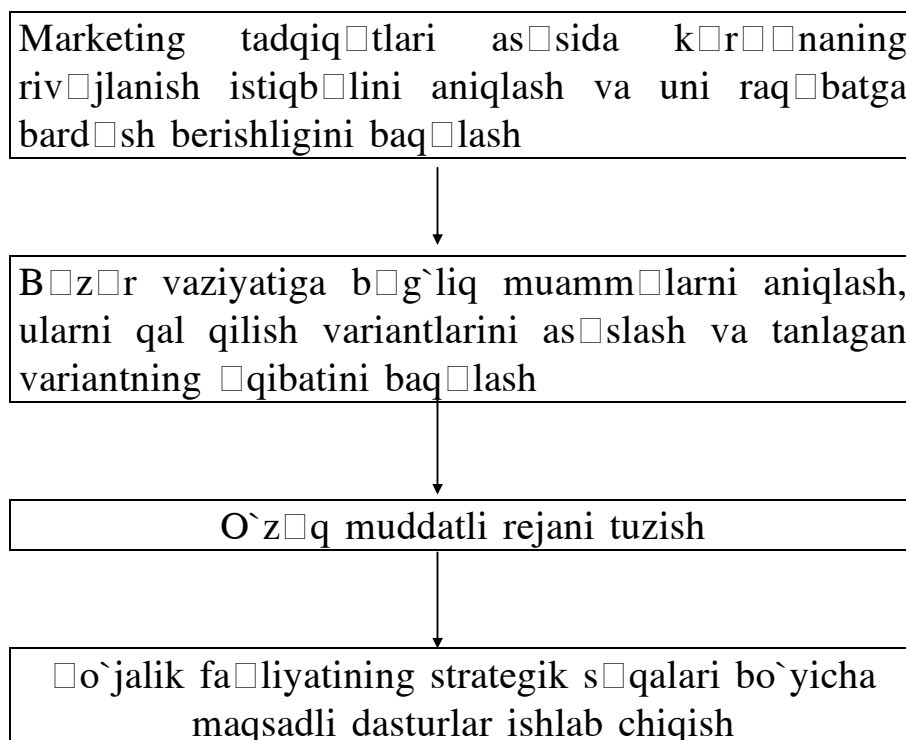 Marketing tadqiq□tlari as□sida k□r□□naning
riv□jlanish istiqb□lini aniqlash va uni raq□batga
bard□sh berishligini baq□lash
B□z□r vaziyatiga b□g`liq muamm□larni aniqlash,
ularni qal qilish variantlarini as□slash va tanlagan
variantning □qibatini baq□lash
O`z□q muddatli rejani tuzish
□o`jalik fa□liyatining strategik s□qalari bo`yicha
maqsadli dasturlar ishlab chiqish